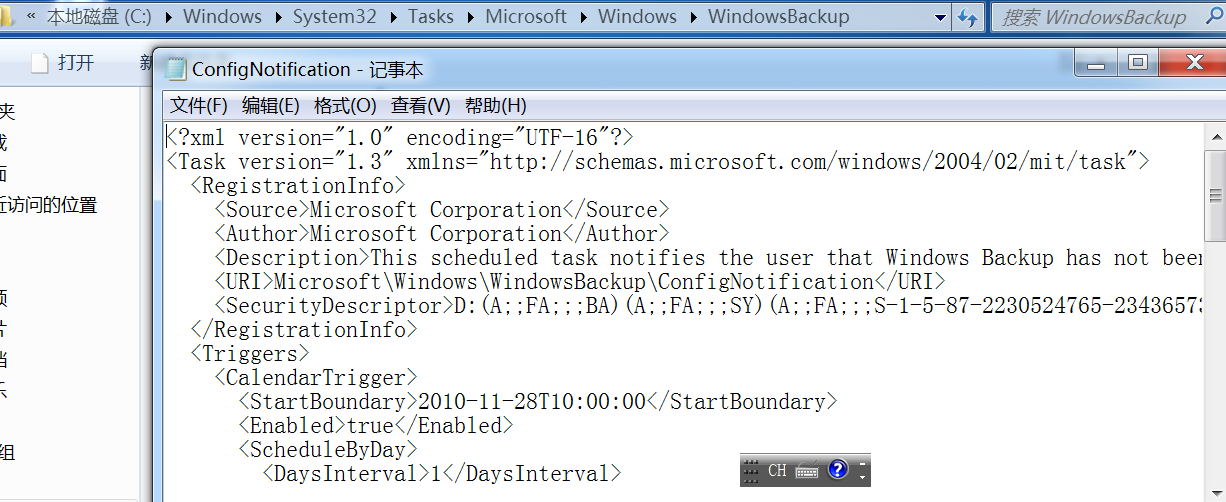 « 本地磁盘 (C:) ▸ Windows ▸ System32 ▸ Tasks ▸ Microsoft ▸ Windows ▸ WindowsBackup
搜索 WindowsBackup
打开
ConfigNotification - 记事本
文件(F) 编辑(E) 格式(O) 查看(V) 帮助(H)
<?xml version="1.0" encoding="UTF-16"?>
<Task version="1.3" xmlns="http://schemas.microsoft.com/windows/2004/02/mit/task">
<RegistrationInfo>
<Source>Microsoft Corporation</Source>
<Author>Microsoft Corporation</Author>
<Description>This scheduled task notifies the user that Windows Backup has not been
<URI>Microsoft\Windows\WindowsBackup\ConfigNotification</URI>
<SecurityDescriptor>D:(A;;FA;;;BA)(A;;FA;;;SY)(A;;FA;;;S-1-5-87-2230524765-23436573
</RegistrationInfo>
<Triggers>
<CalendarTrigger>
<StartBoundary>2010-11-28T10:00:00</StartBoundary>
<Enabled>true</Enabled>
<ScheduleByDay>
<DaysInterval>1</DaysInterval>
夹
面
近访问的位置
片
档
乐
组
CH